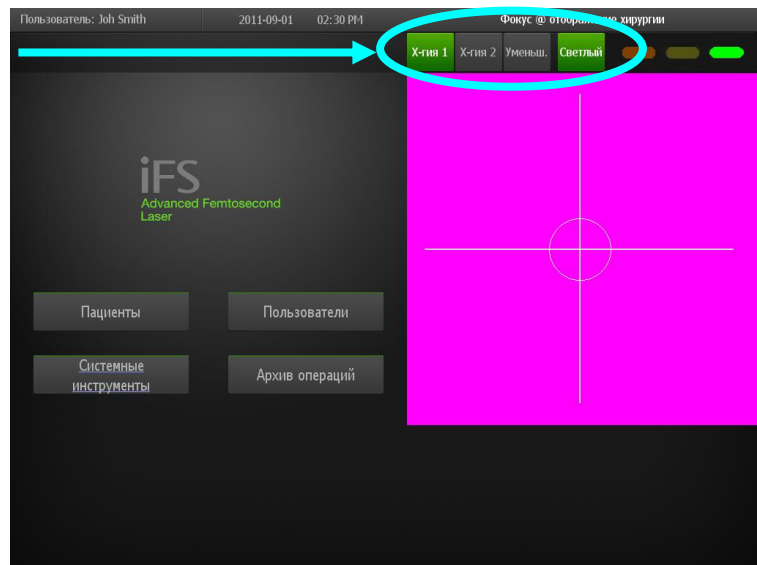 Пользователь: Joh Smith 2011-09-01 02:30 PM Фокус @ отображение хирургии
Х-гия 1 Х-гия 2 Уменьш. Светлый
iFS
Advanced Femtosecond
Laser
Пациенты Пользователи
Системные
инструменты
Архив операций